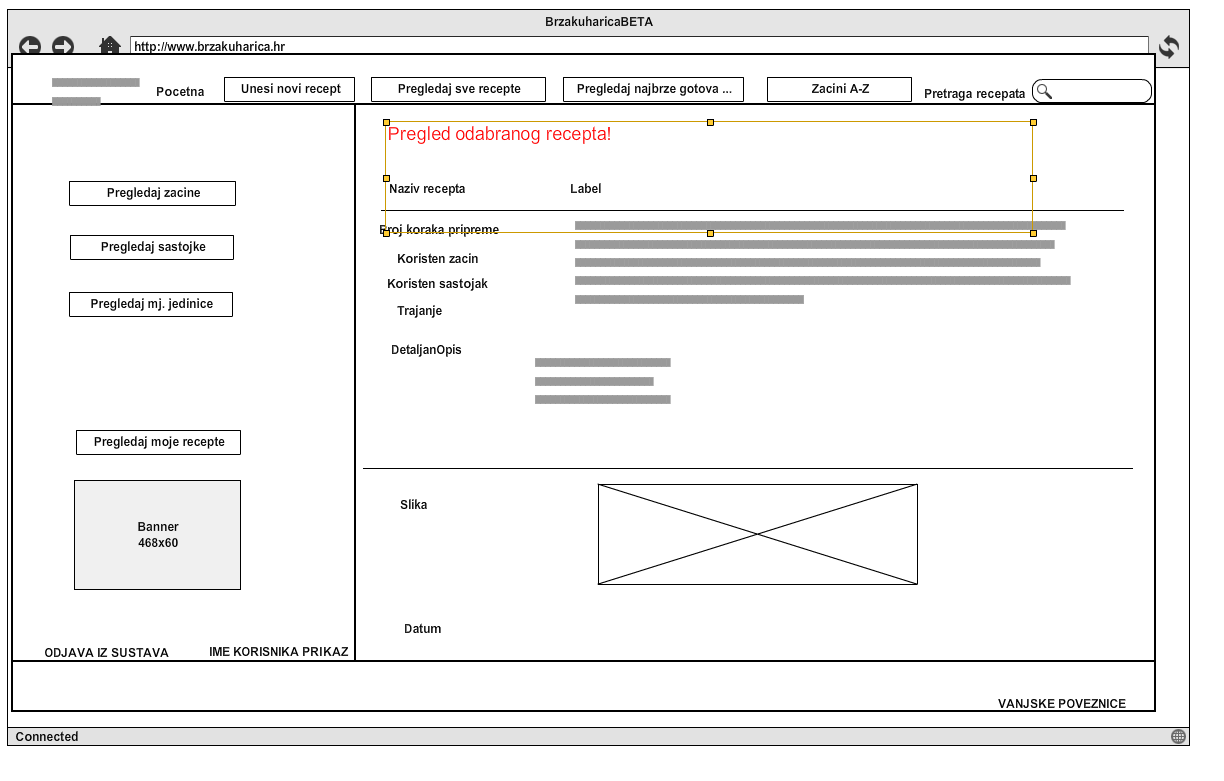 BrzakuharicaBETA
http://www.brzakuharica.hr
Pocetna
Unesi novi recept
Pregledaj sve recepte
Pregledaj najbrze gotova ...
Zacini A-Z
Pretraga recepata
Pregled odabranog recepta!
Pregledaj zacine
Naziv recepta
Label
Broj koraka pripreme
Pregledaj sastojke
Koristen zacin
Koristen sastojak
Pregledaj mj. jedinice
Trajanje
DetaljanOpis
Pregledaj moje recepte
Slika
Banner
468x60
Datum
ODJAVA IZ SUSTAVA
IME KORISNIKA PRIKAZ
VANJSKE POVEZNICE
Connected